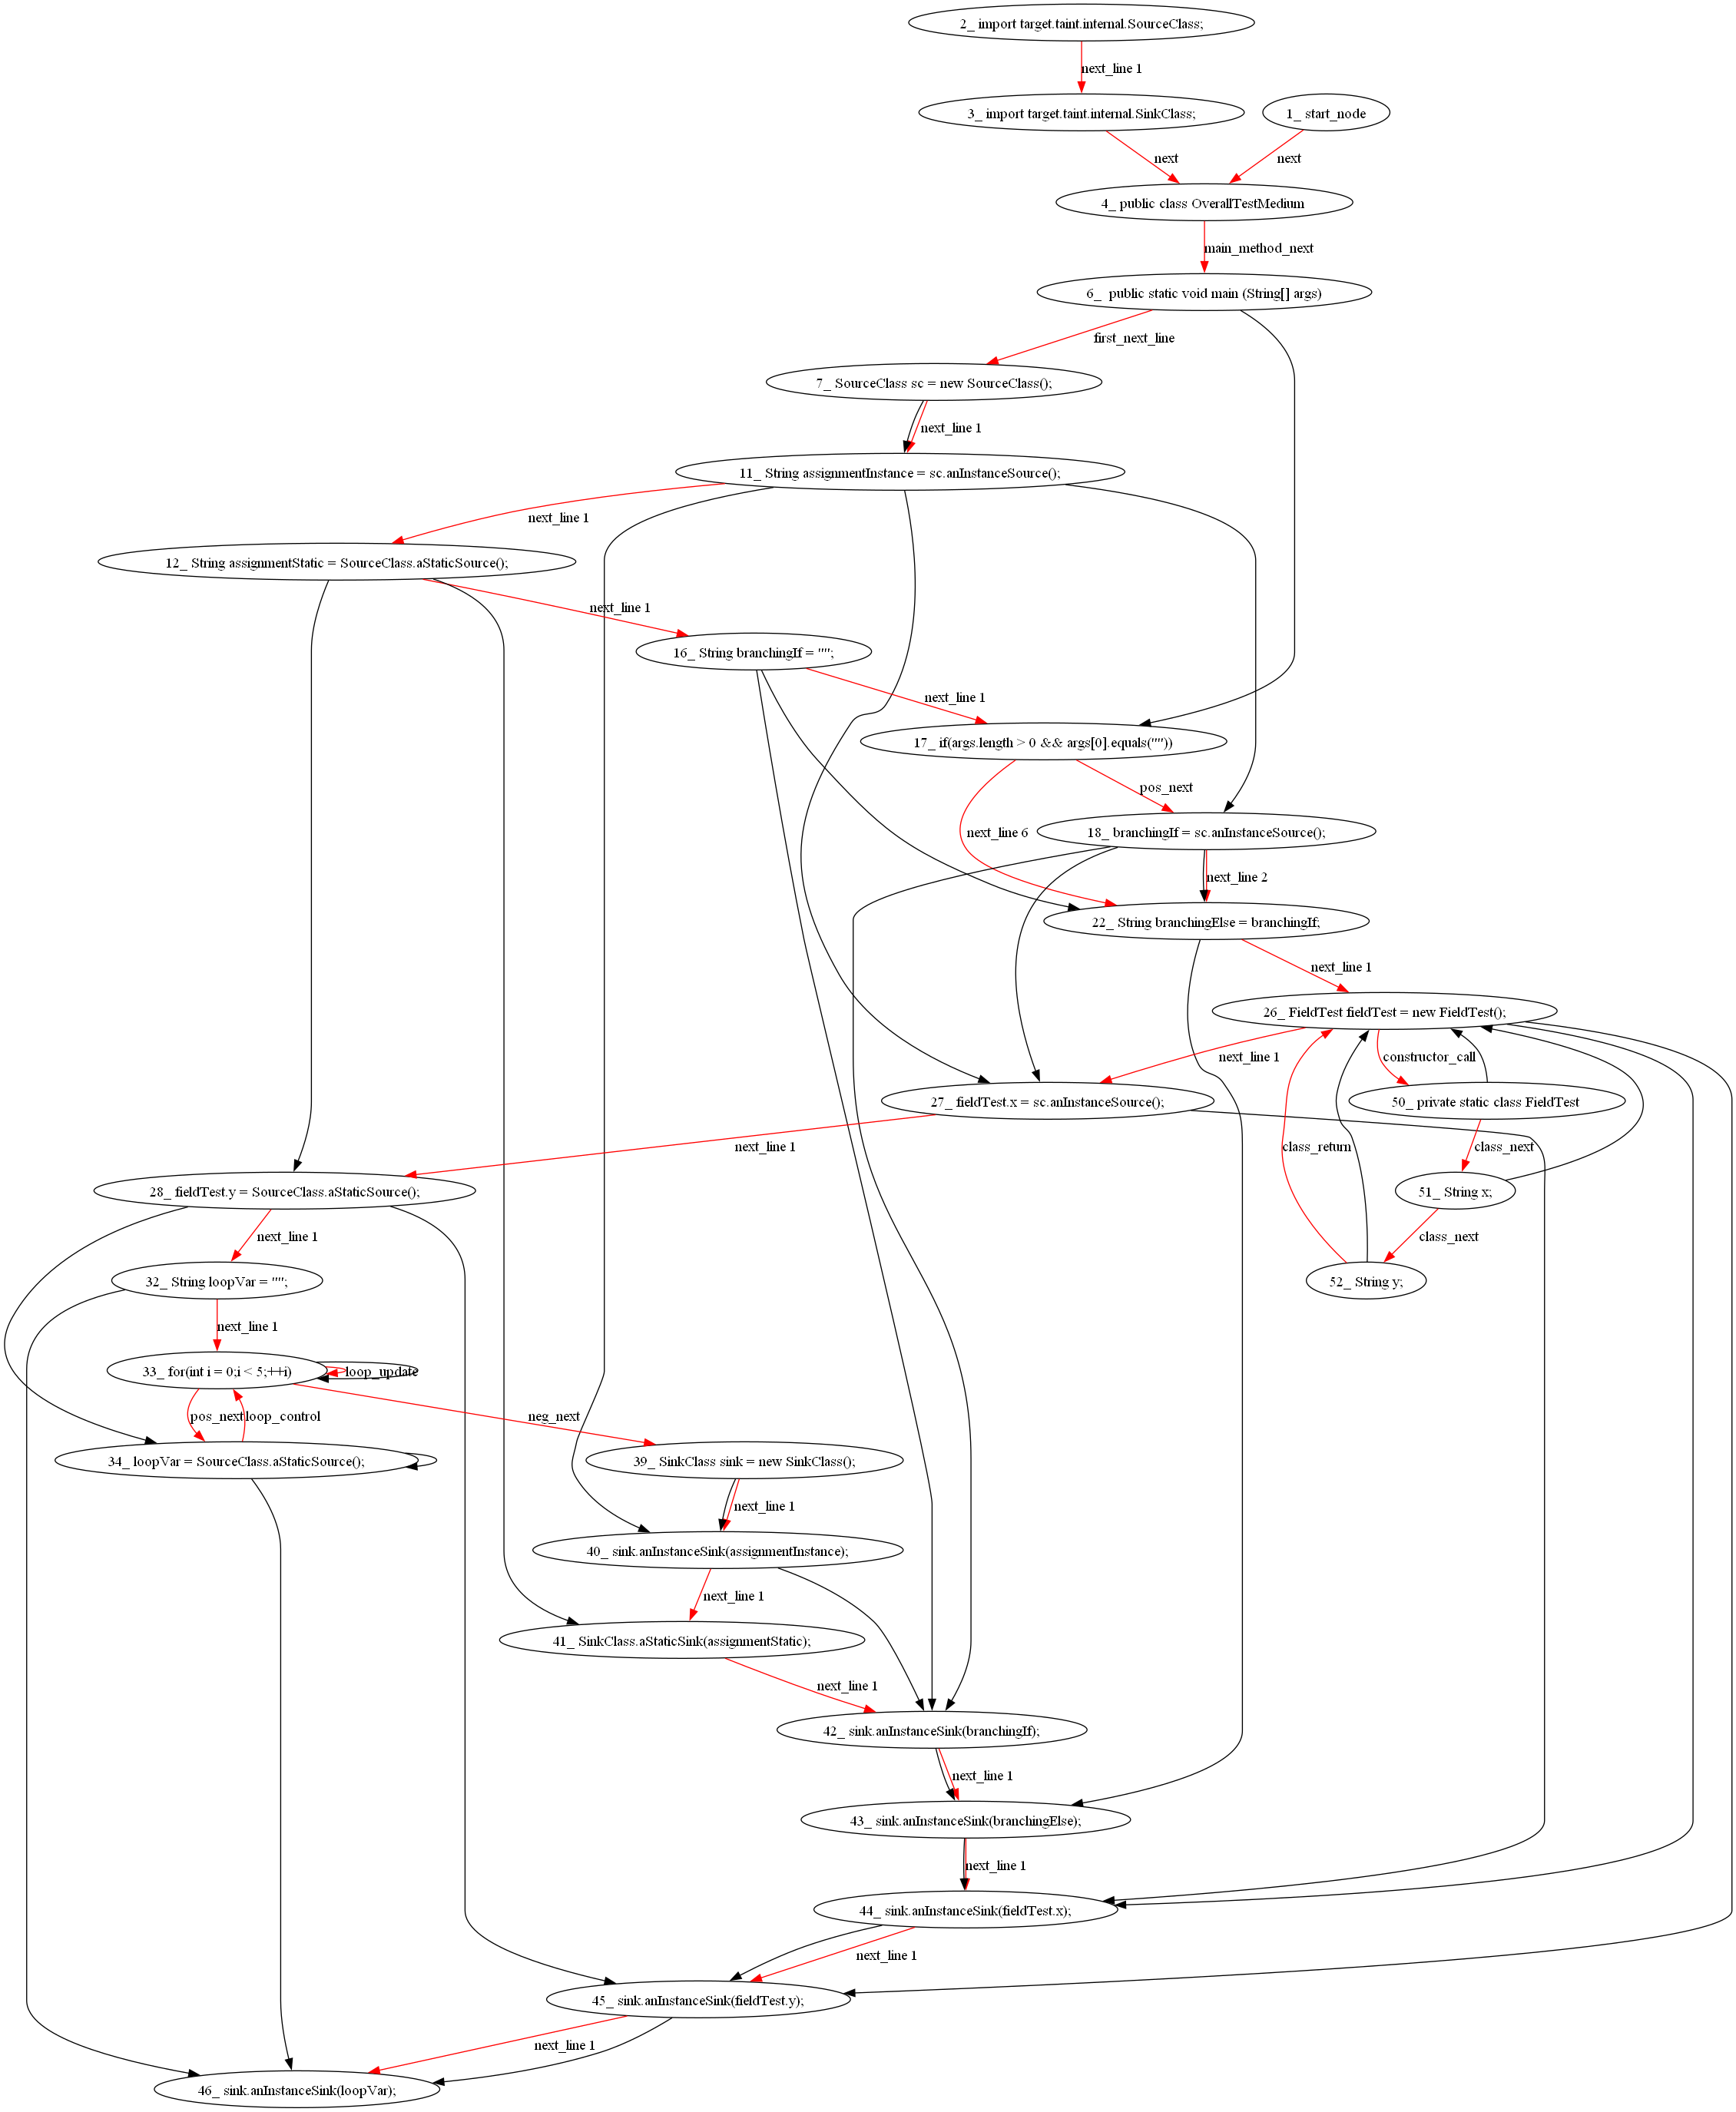 2_ import target.taint.internal.SourceClass;
next_line 1
3_ import target.taint.internal.SinkClass;
1_ start_node
next
next
4_ public class OverallTestMedium
main_method_next
6_ public static void main (String[] args)
first_next_line
7_ SourceClass sc = new SourceClass();
next_line 1
11_ String assignmentInstance = sc.anInstanceSource();
next_line 1
12_ String assignmentStatic = SourceClass.aStaticSource();
next_line 1
16_ String branchingIf = "";
next_line 1
17_ if(args.length > 0 && args[0].equals(""))
pos_next
next_line 6
18_ branchingIf = sc.anInstanceSource();
next_line 2
22_ String branchingElse = branchingIf;
next_line 1
26_ FieldTest fieldTest = new FieldTest();
next_line 1
constructor_call
27_ fieldTest.x = sc.anInstanceSource();
50_ private static class FieldTest
next_line 1
class_return
class_next
28_ fieldTest.y = SourceClass.aStaticSource();
51_ String x;
next_line 1
class_next
32_ String loopVar = "";
52_ String y;
next_line 1
33_ for(int i = 0;i < 5;++i)
loop_update
pos_next
loop_control
neg_next
34_ loopVar = SourceClass.aStaticSource();
39_ SinkClass sink = new SinkClass();
next_line 1
40_ sink.anInstanceSink(assignmentInstance);
next_line 1
41_ SinkClass.aStaticSink(assignmentStatic);
next_line 1
42_ sink.anInstanceSink(branchingIf);
next_line 1
43_ sink.anInstanceSink(branchingElse);
next_line 1
44_ sink.anInstanceSink(fieldTest.x);
next_line 1
45_ sink.anInstanceSink(fieldTest.y);
next_line 1
46_ sink.anInstanceSink(loopVar);